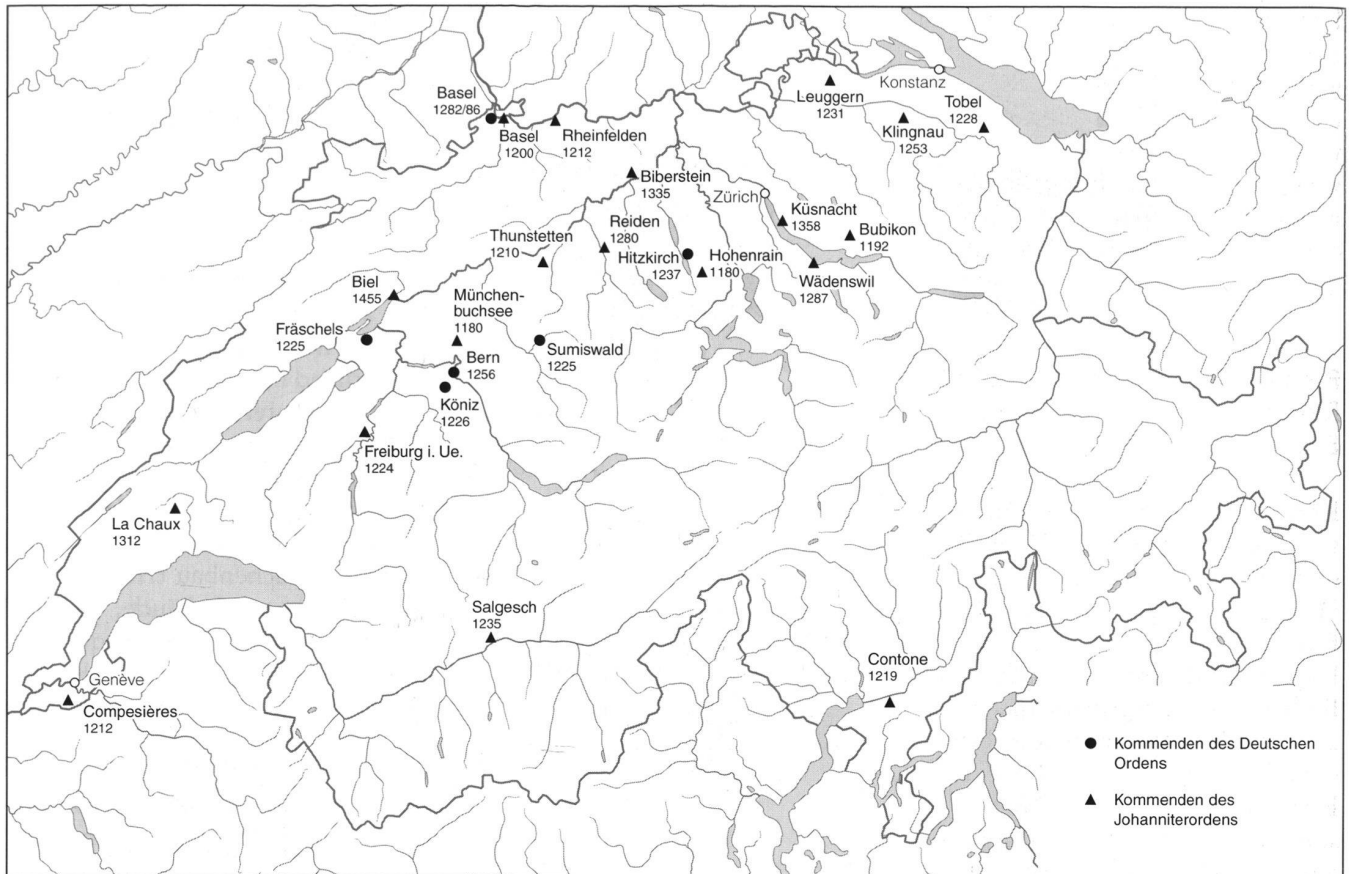 Basel
1282/86
Basel
1200
Rheinfelden
1212
Leuggern
1231
Konstanz
Klingnau
1253
Tobel
1228
Biberstein
1335
Zürich
Küsnacht
1358
Bubikon
1192
Wädenswil
1287
Thunstetten
1210
Reiden
1280
Hitzkirch
1237
Hohenrain
1180
Biel
1455
München-
buchsee
1180
Fräschels
1225
Bern
1256
Sumiswald
1225
Köniz
1226
Freiburg i. Ue.
1224
La Chaux
1312
Salgesch
1235
Contone
1219
Genève
Compesières
1212
Kommenden des Deutschen
Ordens
Kommenden des
Johanniterordens